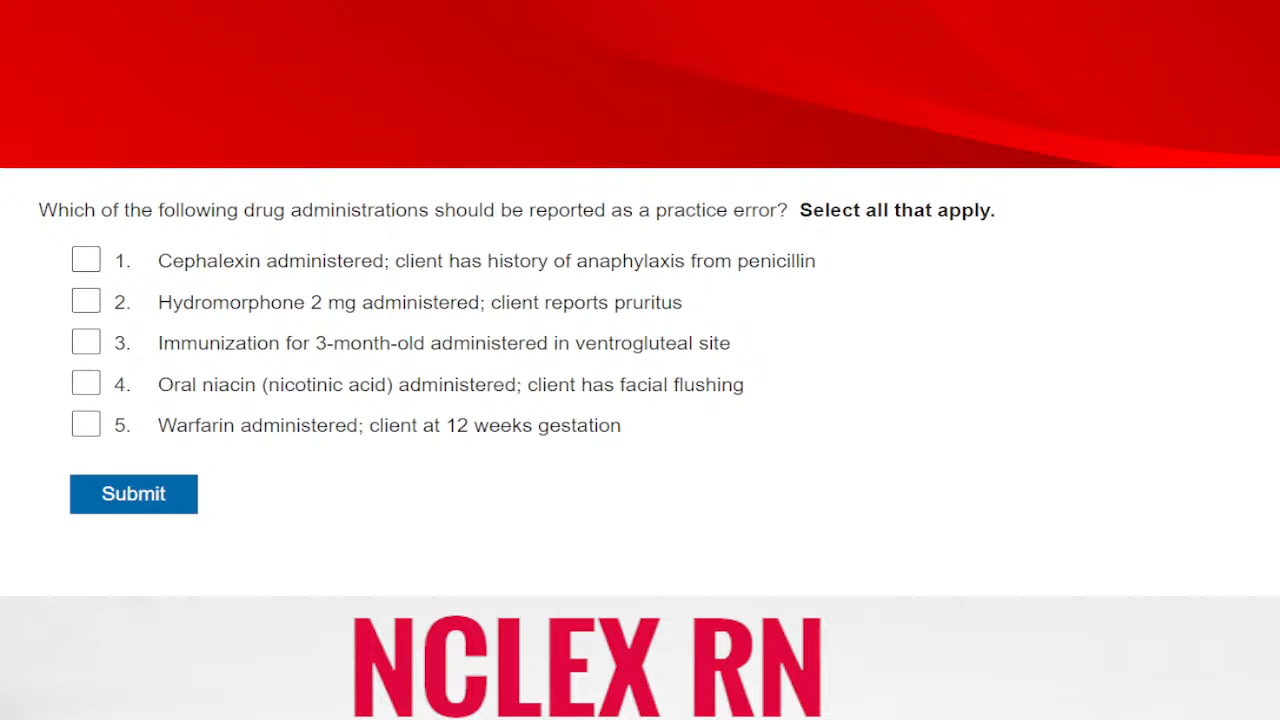 Which of the following drug administrations should be reported as a practice error? Select all that apply.
1. Cephalexin administered; client has history of anaphylaxis from penicillin
2. Hydromorphone 2 mg administered; client reports pruritus
3. Immunization for 3-month-old administered in ventrogluteal site
4. Oral niacin (nicotinic acid) administered; client has facial flushing
5. Warfarin administered; client at 12 weeks gestation
Submit
NCLEX RN